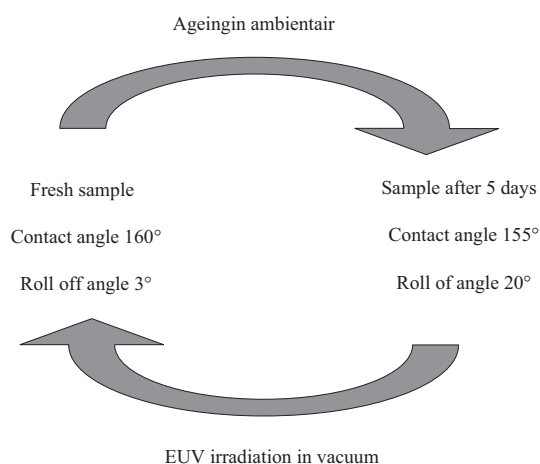 Ageingin ambientair
Fresh sample
Contact angle 160°
Roll off angle 3°
Sample after 5 days
Contact angle 155°
Roll of angle 20°
EUV irradiation in vacuum